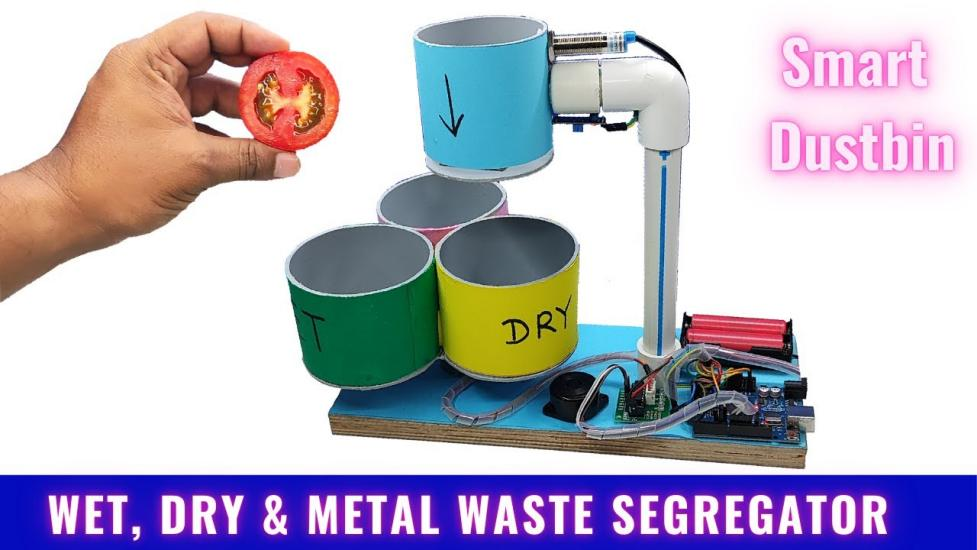 Smart
Dustbin
DRY
WET, DRY & METAL WASTE SEGREGATOR